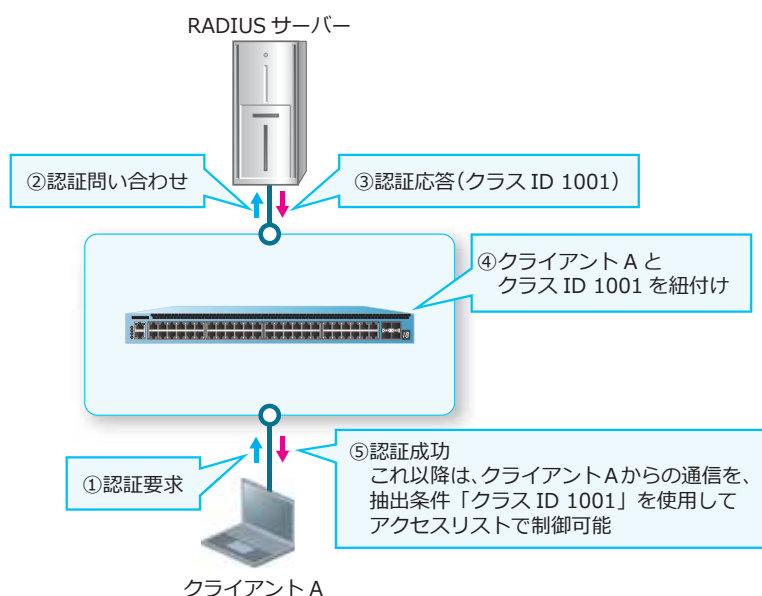 RADIUS サーバー
②認証問い合わせ
③認証応答（クラス ID 1001）
④クライアント A と
クラス ID 1001 を紐付け
①認証要求
⑤認証成功
これ以降は、クライアントAからの通信を、
抽出条件「クラス ID 1001」を使用して
アクセスリストで制御可能
クライアント A